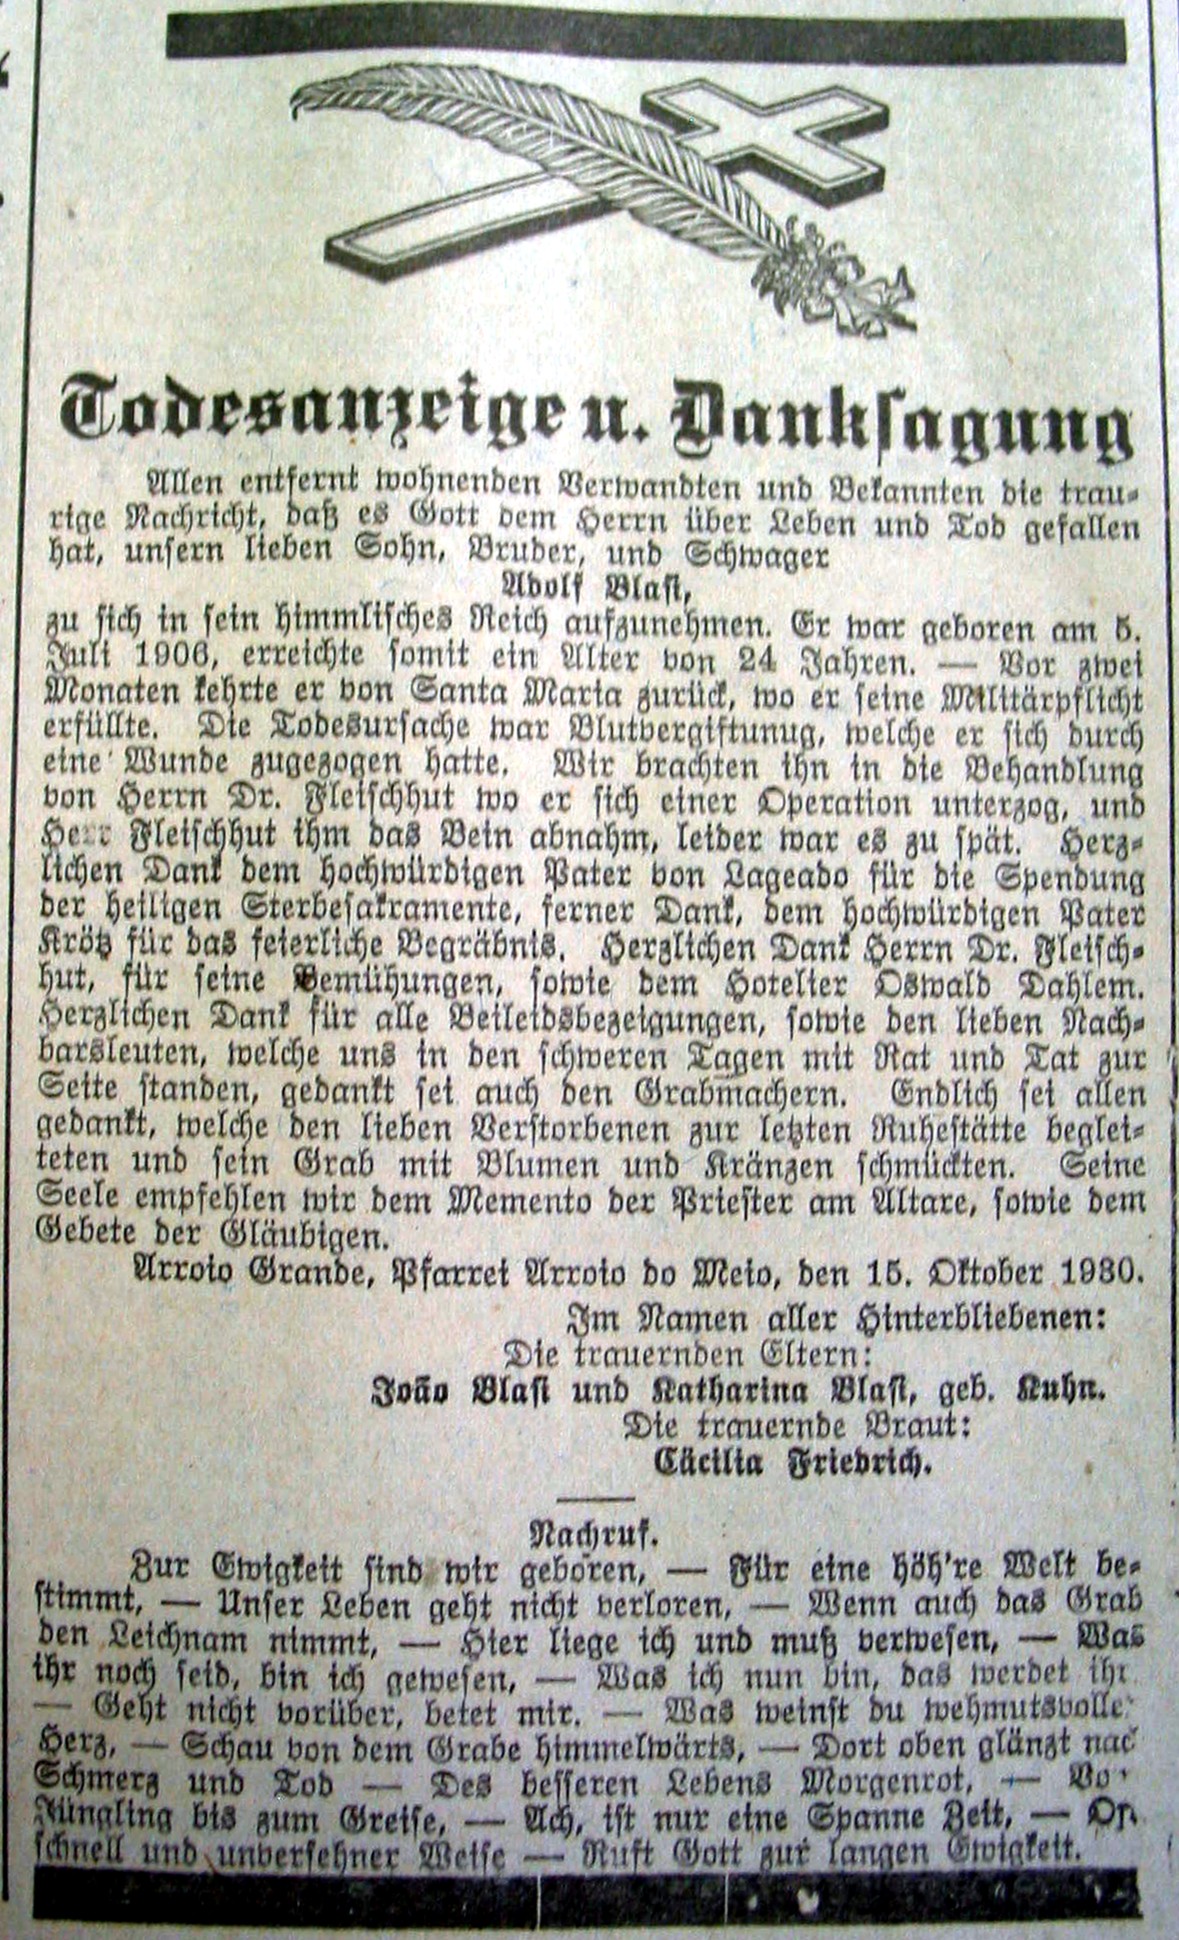 Todesanzeige u. Danksagung
Allen entfernt wohnenden Verwandten und Bekannten die trau-
rige Nachricht, daß es Gott dem Herrn über Leben und Tod gefallen
hat, unsern lieben Sohn, Bruder, und Schwager
Adolf Blasi,
zu sich in sein himmlisches Reich aufzunehmen. Er war geboren am 5.
Juli 1906, erreichte somit ein Alter von 24 Jahren. — Vor zwei
Monaten kehrte er von Santa Maria zurück, wo er seine Militärpflicht
erfüllte. Die Todesursache war Blutvergiftunug, welche er sich durch
eine Wunde zugezogen hatte. Wir brachten ihn in die Behandlung
von Herrn Dr. Fleischhut wo er sich einer Operation unterzog, und
Herr Fleischhut ihm das Bein abnahm, leider war es zu spät. Herz-
lichen Dank dem hochwürdigen Pater von Lageado für die Spendung
der heiligen Sterbesakramente, ferner Dank, dem hochwürdigen Pater
Krötz für das feierliche Begräbnis. Herzlichen Dank Herrn Dr. Fleisch-
hut, für seine Bemühungen, sowie dem Hotelier Oswald Dahlem.
Herzlichen Dank für alle Beileidsbezeigungen, sowie den lieben Nach-
barsleuten, welche uns in den schweren Tagen mit Rat und Tat zur
Seite standen, gedankt sei auch den Grabmachern. Endlich sei allen
gedankt, welche den lieben Verstorbenen zur letzten Ruhestätte beglei-
teten und sein Grab mit Blumen und Kränzen schmückten. Seine
Seele empfehlen wir dem Memento der Priester am Altare, sowie dem
Gebete der Gläubigen.
Arroio Grande, Pfarrei Arroio do Meio, den 15. Oktober 1930.
Im Namen aller Hinterbliebenen:
Die trauernden Eltern:
João Blasi und Katharina Blasi, geb. Kuhn.
Die trauernde Braut:
Cäcilia Friedrich.
Nachruf.
Zur Ewigkeit sind wir geboren, — Für eine höh're Welt be-
stimmt, — Unser Leben geht nicht verloren, — Wenn auch das Grab
den Leichnam nimmt, — Hier liege ich und muß verwesen, — Was
ihr noch seid, bin ich gewesen, — Was ich nun bin, das werdet ihr
— Geht nicht vorüber, betet mir. — Was weinst du wehmutsvolle
Herz, — Schau von dem Grabe himmelwärts, — Dort oben glänzt nac
Schmerz und Tod — Des besseren Lebens Morgenrot, — Vo
Jüngling bis zum Greise, — Ach, ist nur eine Spanne Zeit, —
schnell und unversehner Weise — Ruft Gott zur langen Ewigkeit.